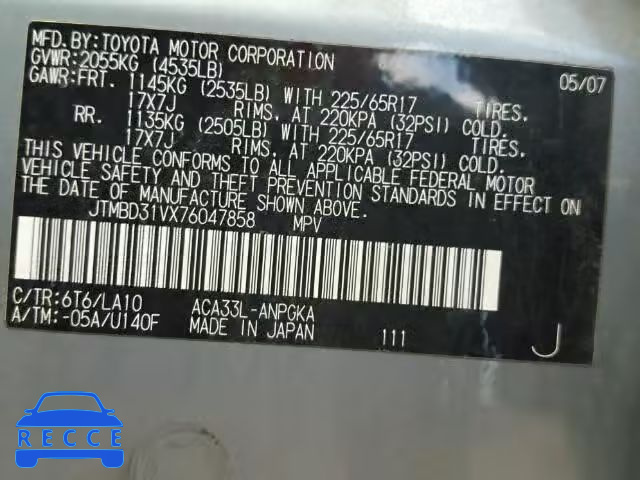 MFD.BY:TOYOTA MOTOR CORPORATION 05/07
GVWR:2055KG (4535LB)
GAWR:FRT. 1145KG (2535LB) WITH 225/65R17 TIRES.
17X7J RIMS, AT 220KPA (32PSI) COLD.
RR. 1135KG (2505LB) WITH 225/65R17 TIRES.
17X7J RIMS, AT 220KPA (32PSI) COLD.
THIS VEHICLE CONFORMS TO ALL APPLICABLE FEDERAL MOTOR
VEHICLE SAFETY AND THEFT PREVENTION STANDARDS IN EFFECT ON
THE DATE OF MANUFACTURE SHOWN ABOVE.
JTMBD31VX76047858 MPV
C/TR:6T6/LA10 ACA33L-ANPGKA
A/TM:-05A/U140F MADE IN JAPAN 111 J
RECCE